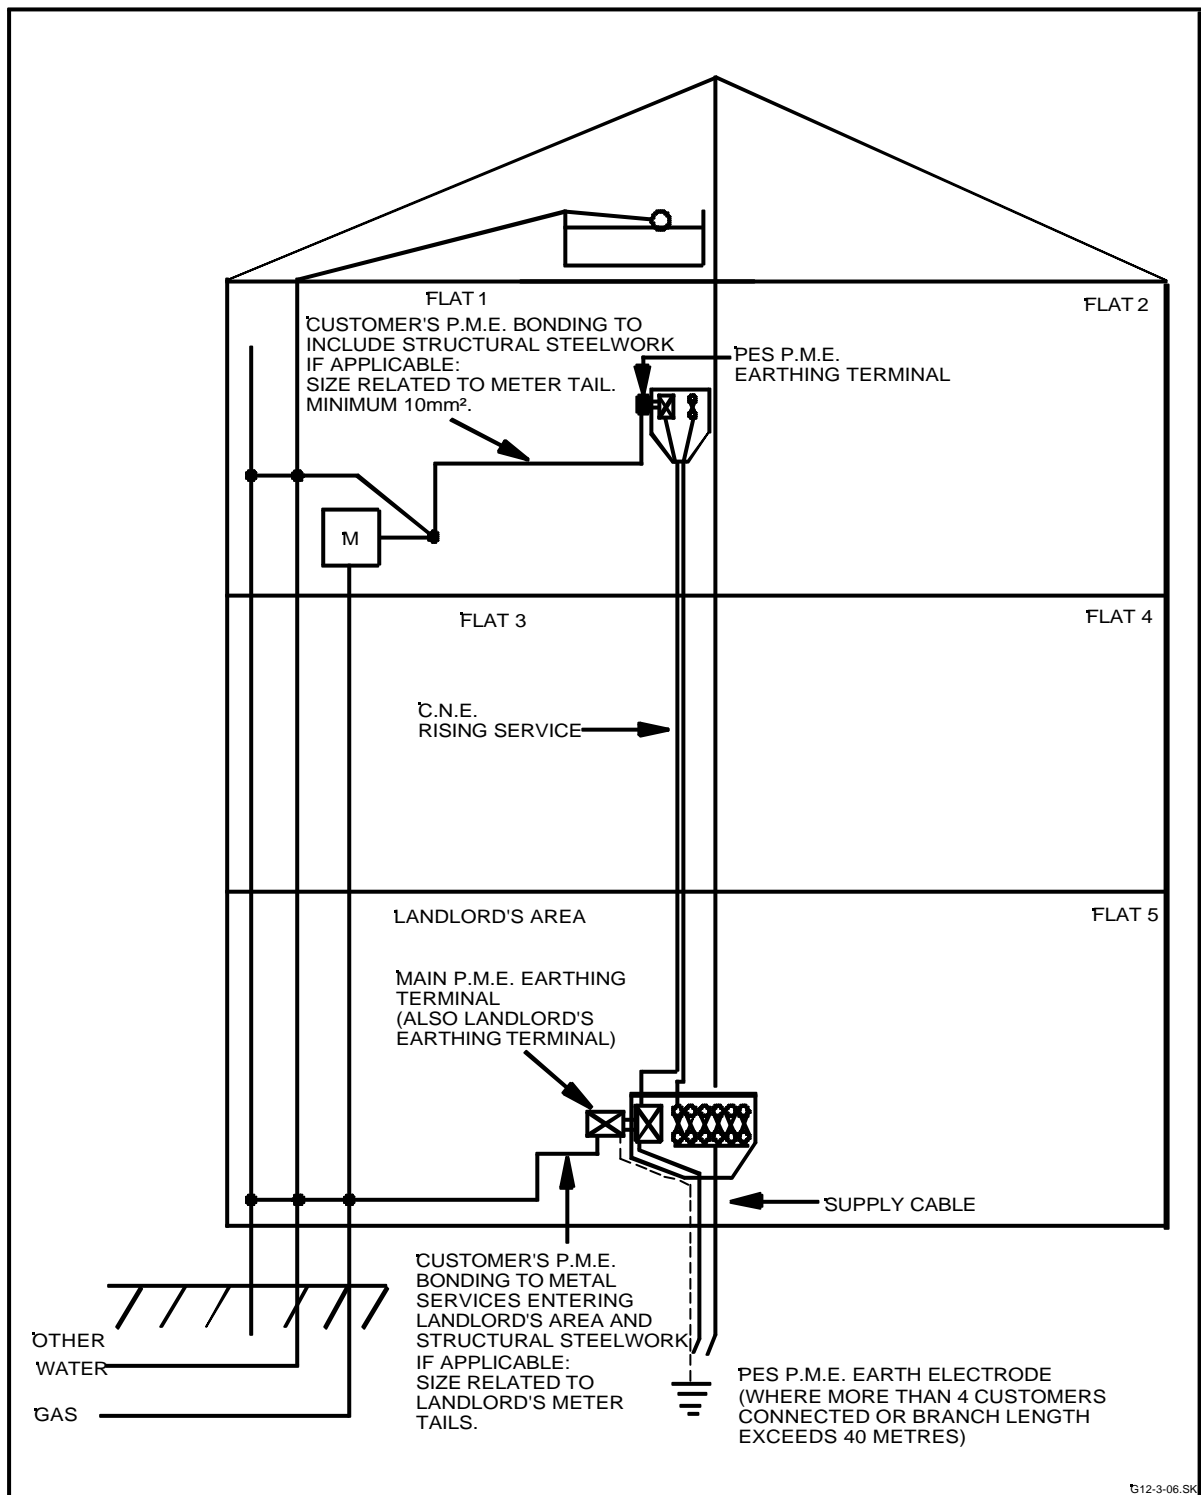 FLAT 1
FLAT 2
CUSTOMER'S P.M.E. BONDING TO
INCLUDE STRUCTURAL STEELWORK
IF APPLICABLE:
SIZE RELATED TO METER TAIL.
MINIMUM 10mm².
PES P.M.E.
EARTHING TERMINAL
M
FLAT 3
FLAT 4
C.N.E.
RISING SERVICE
LANDLORD'S AREA
FLAT 5
MAIN P.M.E. EARTHING
TERMINAL
(ALSO LANDLORD'S
EARTHING TERMINAL)
SUPPLY CABLE
CUSTOMER'S P.M.E.
BONDING TO METAL
SERVICES ENTERING
LANDLORD'S AREA AND
STRUCTURAL STEELWORK
IF APPLICABLE:
SIZE RELATED TO
LANDLORD'S METER
TAILS.
OTHER
WATER
GAS
PES P.M.E. EARTH ELECTRODE
(WHERE MORE THAN 4 CUSTOMERS
CONNECTED OR BRANCH LENGTH
EXCEEDS 40 METRES)
G12-3-06.SK